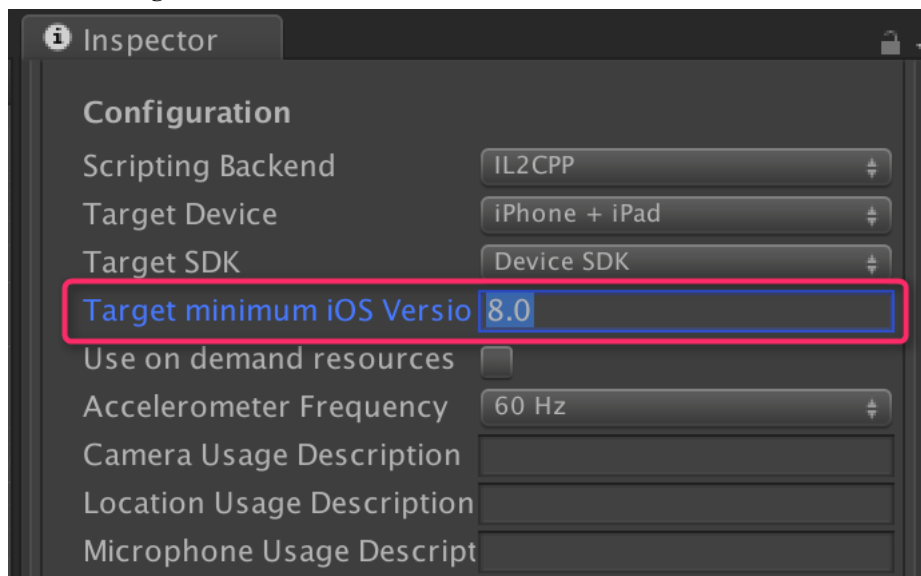 Inspector
Configuration
Scripting Backend IL2CPP
Target Device iPhone + iPad
Target SDK Device SDK
Target minimum iOS Versio 8.0
Use on demand resources
Accelerometer Frequency 60 Hz
Camera Usage Description
Location Usage Description
Microphone Usage Descript